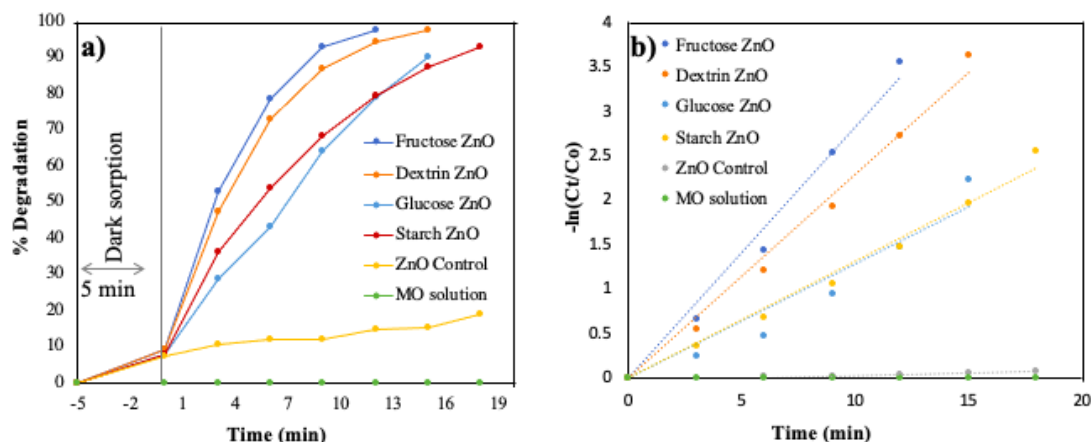 a)
100
90
80
70
60
50
40
30
20
10
0
% Degradation
Dark sorption
5 min
Fructose ZnO
Dextrin ZnO
Glucose ZnO
Starch ZnO
ZnO Control
MO solution
-5 -2 1 4 7 10 13 16 19
Time (min)
b)
4
3.5
3
2.5
2
1.5
1
0.5
0
-ln(Ct/Co)
Fructose ZnO
Dextrin ZnO
Glucose ZnO
Starch ZnO
ZnO Control
MO solution
0 5 10 15 20
Time (min)